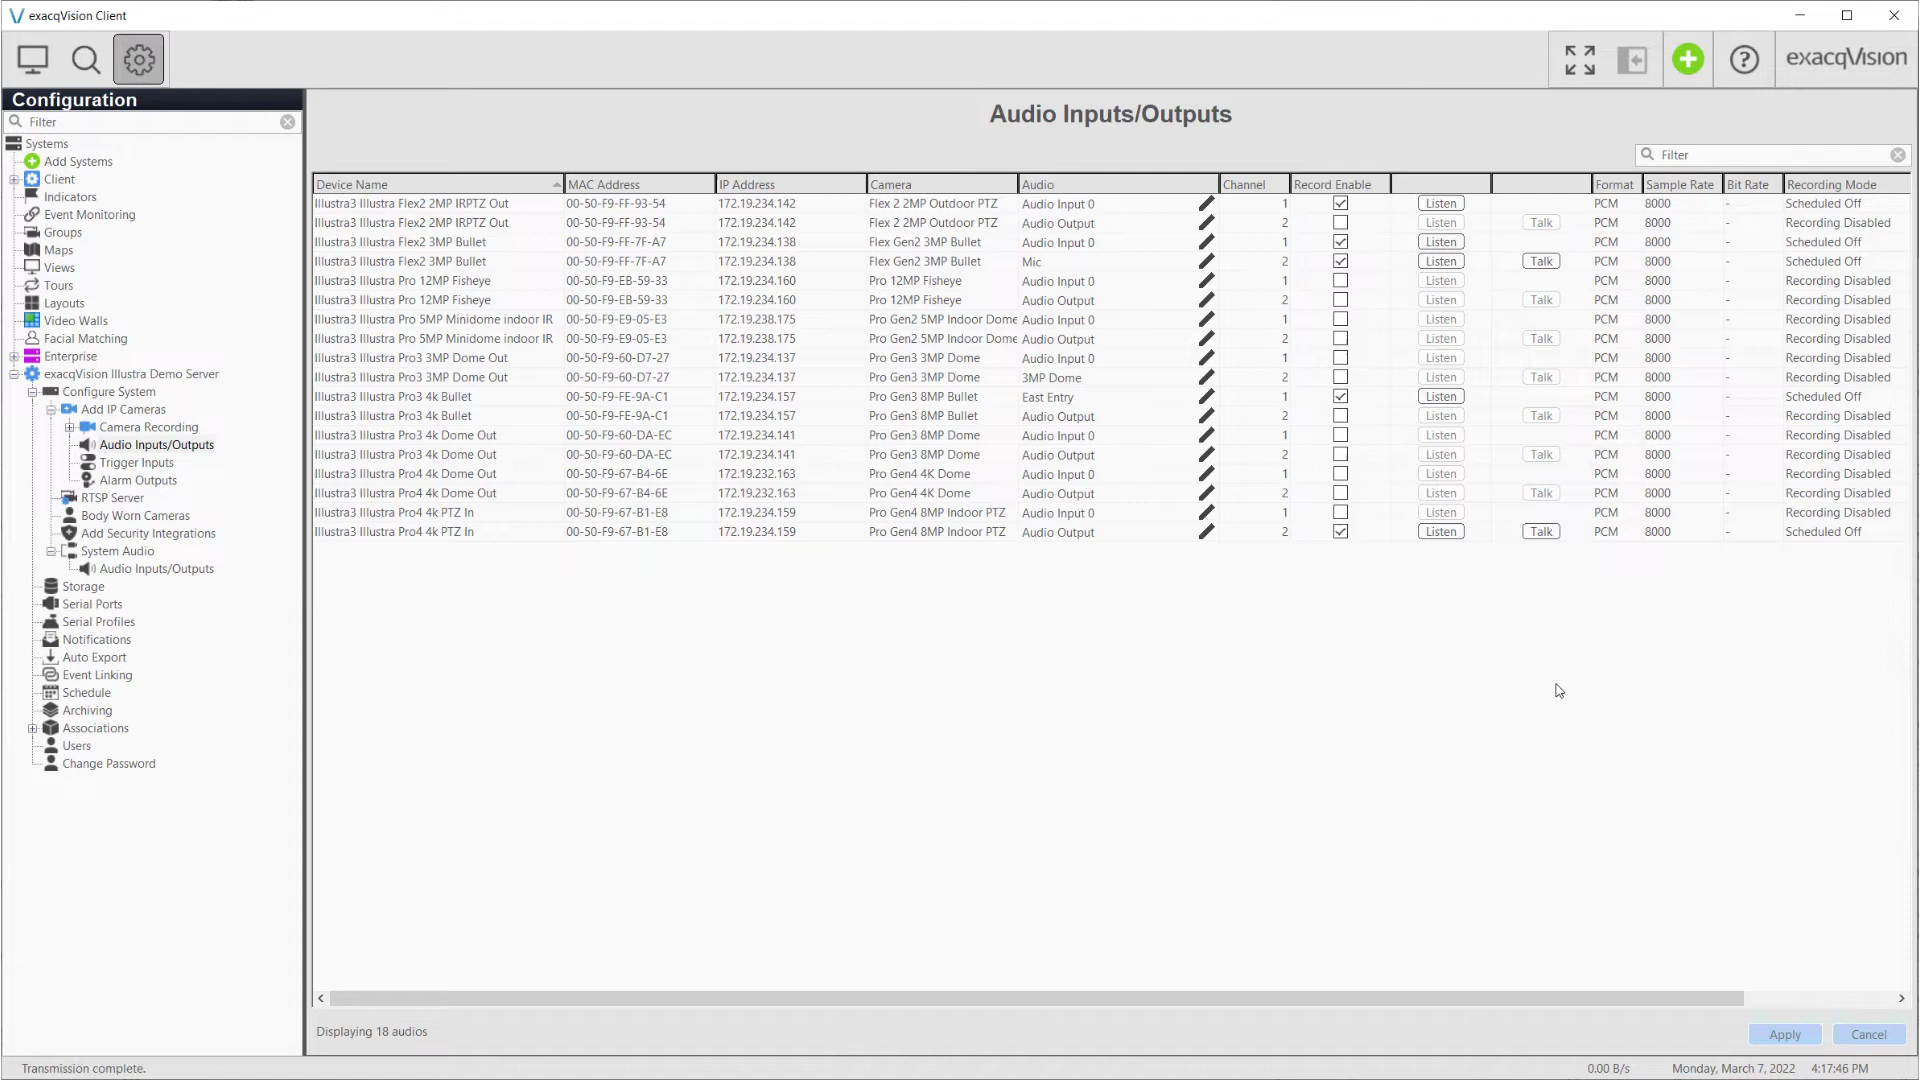 exacqVision Client
exacqVision
Configuration
Filter
Systems
Add Systems
Client
Indicators
Event Monitoring
Groups
Maps
Views
Tours
Layouts
Video Walls
Facial Matching
Enterprise
exacqVision Illustra Demo Server
Configure System
Add IP Cameras
Camera Recording
Audio Inputs/Outputs
Trigger Inputs
Alarm Outputs
RTSP Server
Body Worn Cameras
Add Security Integrations
System Audio
Audio Inputs/Outputs
Storage
Serial Ports
Serial Profiles
Notifications
Auto Export
Event Linking
Schedule
Archiving
Associations
Users
Change Password
Audio Inputs/Outputs
Filter
Device Name MAC Address IP Address Camera Audio Channel Record Enable Format Sample Rate Bit Rate Recording Mode
Illustra3 Illustra Flex2 2MP IRPTZ Out 00-50-F9-FF-93-54 172.19.234.142 Flex 2 2MP Outdoor PTZ Audio Input 0 1 Listen PCM 8000 - Scheduled Off
Illustra3 Illustra Flex2 2MP IRPTZ Out 00-50-F9-FF-93-54 172.19.234.142 Flex 2 2MP Outdoor PTZ Audio Output 2 Listen Talk PCM 8000 - Recording Disabled
Illustra3 Illustra Flex2 3MP Bullet 00-50-F9-FF-7F-A7 172.19.234.138 Flex Gen2 3MP Bullet Audio Input 0 1 Listen PCM 8000 - Scheduled Off
Illustra3 Illustra Flex2 3MP Bullet 00-50-F9-FF-7F-A7 172.19.234.138 Flex Gen2 3MP Bullet Mic 2 Listen Talk PCM 8000 - Scheduled Off
Illustra3 Illustra Pro 12MP Fisheye 00-50-F9-EB-59-33 172.19.234.160 Pro 12MP Fisheye Audio Input 0 1 Listen PCM 8000 - Recording Disabled
Illustra3 Illustra Pro 12MP Fisheye 00-50-F9-EB-59-33 172.19.234.160 Pro 12MP Fisheye Audio Output 2 Listen Talk PCM 8000 - Recording Disabled
Illustra3 Illustra Pro 5MP Minidome indoor IR 00-50-F9-E9-05-E3 172.19.238.175 Pro Gen2 5MP Indoor Dome Audio Input 0 1 Listen PCM 8000 - Recording Disabled
Illustra3 Illustra Pro 5MP Minidome indoor IR 00-50-F9-E9-05-E3 172.19.238.175 Pro Gen2 5MP Indoor Dome Audio Output 2 Listen Talk PCM 8000 - Recording Disabled
Illustra3 Illustra Pro3 3MP Dome Out 00-50-F9-60-D7-27 172.19.234.137 Pro Gen3 3MP Dome Audio Input 0 1 Listen PCM 8000 - Recording Disabled
Illustra3 Illustra Pro3 3MP Dome Out 00-50-F9-60-D7-27 172.19.234.137 Pro Gen3 3MP Dome 3MP Dome 2 Listen Talk PCM 8000 - Recording Disabled
Illustra3 Illustra Pro3 4k Bullet 00-50-F9-FE-9A-C1 172.19.234.157 Pro Gen3 8MP Bullet East Entry 1 Listen PCM 8000 - Scheduled Off
Illustra3 Illustra Pro3 4k Bullet 00-50-F9-FE-9A-C1 172.19.234.157 Pro Gen3 8MP Bullet Audio Output 2 Listen Talk PCM 8000 - Recording Disabled
Illustra3 Illustra Pro3 4k Dome Out 00-50-F9-60-DA-EC 172.19.234.141 Pro Gen3 8MP Dome Audio Input 0 1 Listen PCM 8000 - Recording Disabled
Illustra3 Illustra Pro3 4k Dome Out 00-50-F9-60-DA-EC 172.19.234.141 Pro Gen3 8MP Dome Audio Output 2 Listen Talk PCM 8000 - Recording Disabled
Illustra3 Illustra Pro4 4k Dome Out 00-50-F9-67-B4-6E 172.19.232.163 Pro Gen4 4K Dome Audio Input 0 1 Listen PCM 8000 - Recording Disabled
Illustra3 Illustra Pro4 4k Dome Out 00-50-F9-67-B4-6E 172.19.232.163 Pro Gen4 4K Dome Audio Output 2 Listen Talk PCM 8000 - Recording Disabled
Illustra3 Illustra Pro4 4k PTZ In 00-50-F9-67-B1-E8 172.19.234.159 Pro Gen4 8MP Indoor PTZ Audio Input 0 1 Listen PCM 8000 - Recording Disabled
Illustra3 Illustra Pro4 4k PTZ In 00-50-F9-67-B1-E8 172.19.234.159 Pro Gen4 8MP Indoor PTZ Audio Output 2 Listen Talk PCM 8000 - Scheduled Off
Displaying 18 audios
Apply Cancel
Transmission complete. 0.00 B/s Monday, March 7, 2022 4:17:46 PM